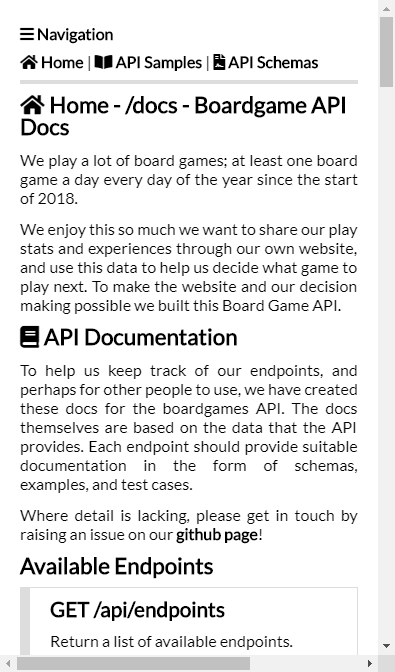 Navigation
Home | API Samples | API Schemas
Home - /docs - Boardgame API
Docs
We play a lot of board games; at least one board
game a day every day of the year since the start
of 2018.
We enjoy this so much we want to share our play
stats and experiences through our own website,
and use this data to help us decide what game to
play next. To make the website and our decision
making possible we built this Board Game API.
API Documentation
To help us keep track of our endpoints, and
perhaps for other people to use, we have created
these docs for the boardgames API. The docs
themselves are based on the data that the API
provides. Each endpoint should provide suitable
documentation in the form of schemas,
examples, and test cases.
Where detail is lacking, please get in touch by
raising an issue on our github page!
Available Endpoints
GET /api/endpoints
Return a list of available endpoints.